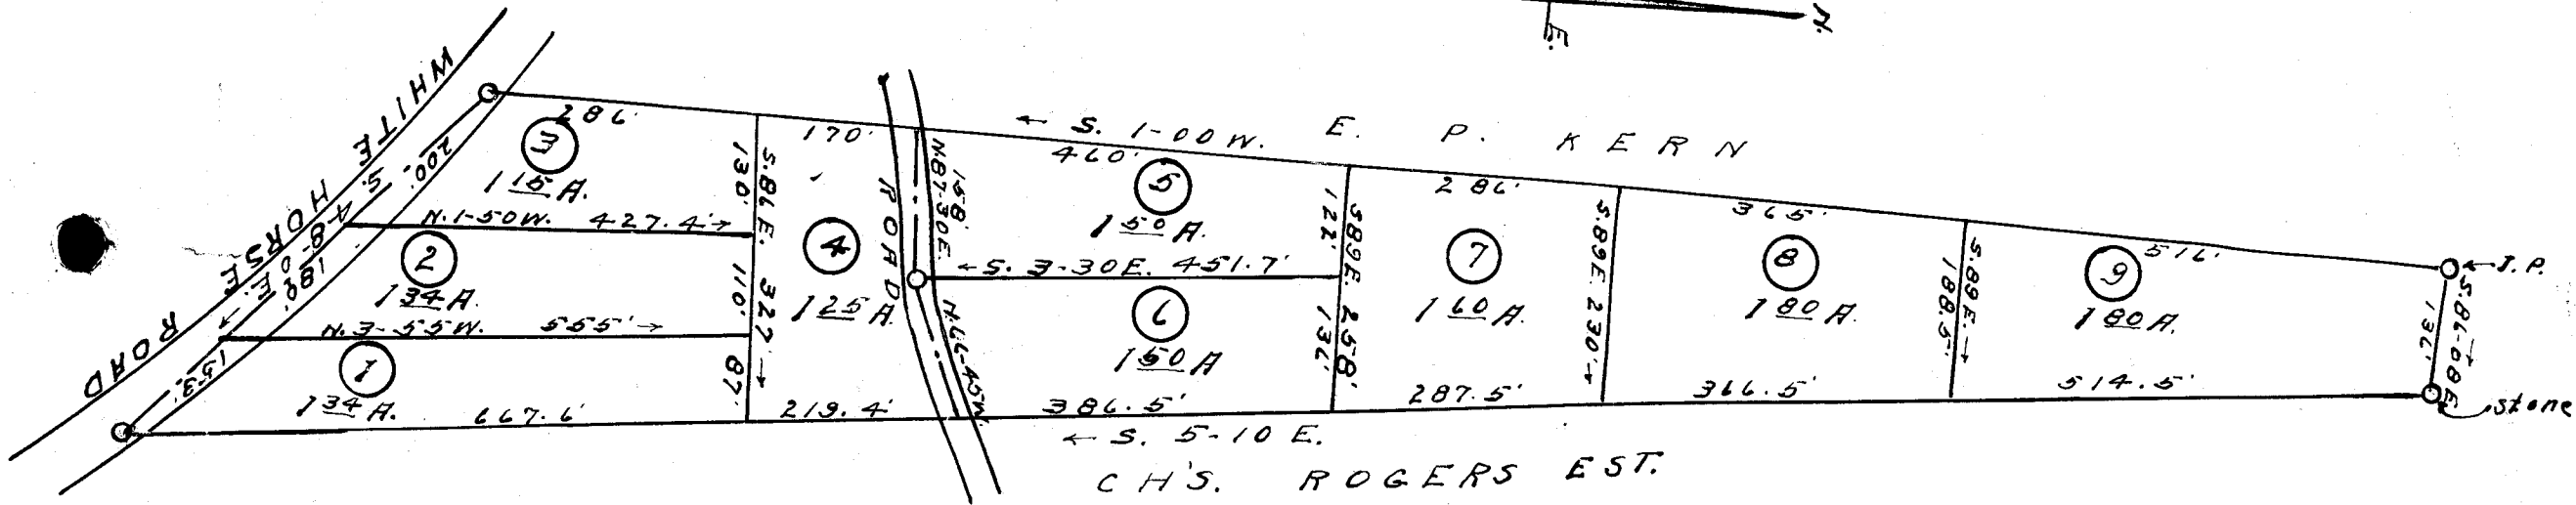 E.
WHITE HORSE ROAD
200'
S. 48-0 E.
189'
153'
286'
3
1 15 A.
N. 1-50 W. 427.4' →
2
1 34 A.
N. 3-55 W. 555' →
1
1 34 A.
667.6'
S. 86 E. 327' →
130'
110'
87'
170'
4
1 25 A.
219.4'
ROAD
N 87-30 E.
158'
N. 66-45 W.
← S. 1-00 W.
E. P. KERN
460'
5
1 50 A.
← S. 3-30 E. 451.7'
6
1 50 A
386.5'
S 89 E. 258'
122'
136'
286'
7
1 60 A.
287.5'
S. 89 E. 230' →
365'
8
1 80 A.
366.5'
S. 89 E. →
188.5'
516'
9
1 80 A.
514.5'
← I. P.
S. 86-08 E →
136'
stone
← S. 5-10 E.
CH'S. ROGERS EST.